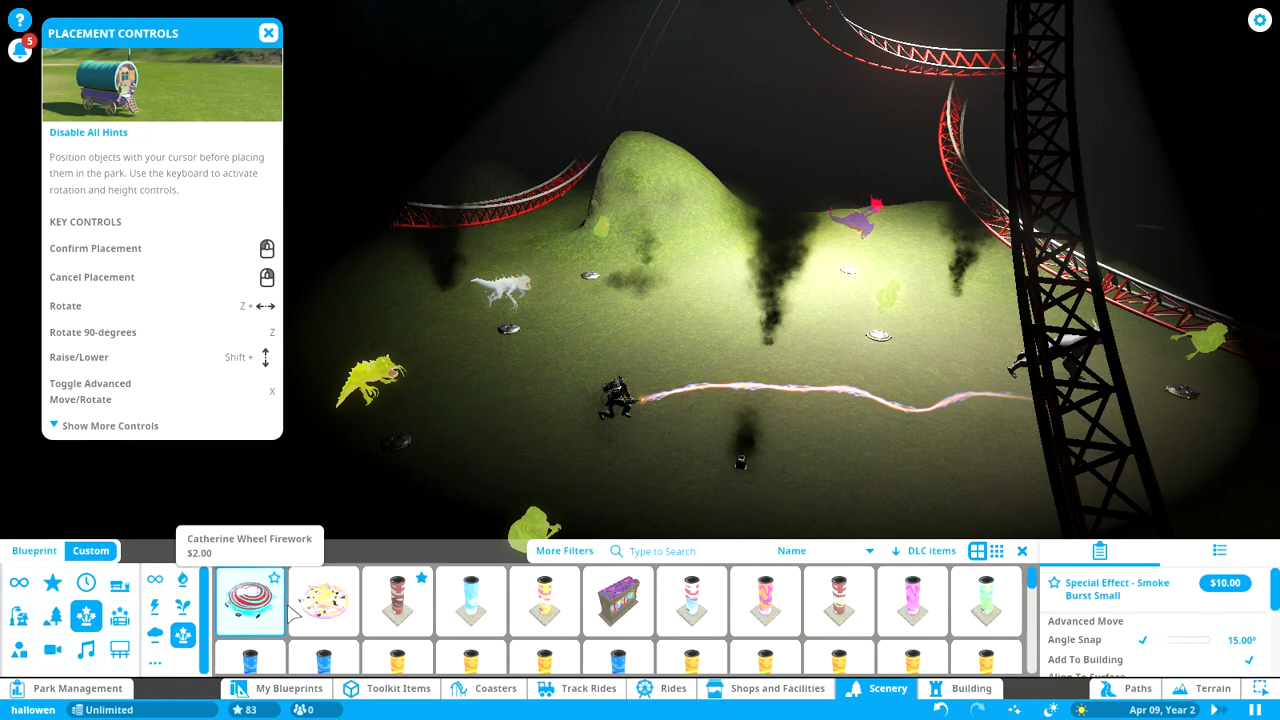 ?
5
PLACEMENT CONTROLS
Disable All Hints
Position objects with your cursor before placing
them in the park. Use the keyboard to activate
rotation and height controls.
KEY CONTROLS
Confirm Placement
Cancel Placement
Rotate Z +
Rotate 90-degrees Z
Raise/Lower Shift +
Toggle Advanced
Move/Rotate X
Show More Controls
Catherine Wheel Firework
$2.00
Blueprint Custom
More Filters Type to Search Name DLC items
Special Effect - Smoke
Burst Small $10.00
Advanced Move
Angle Snap 15.00°
Add To Building
Park Management My Blueprints Toolkit Items Coasters Track Rides Rides Shops and Facilities Scenery Building Paths Terrain
hallowen Unlimited 83 0 Apr 09, Year 2